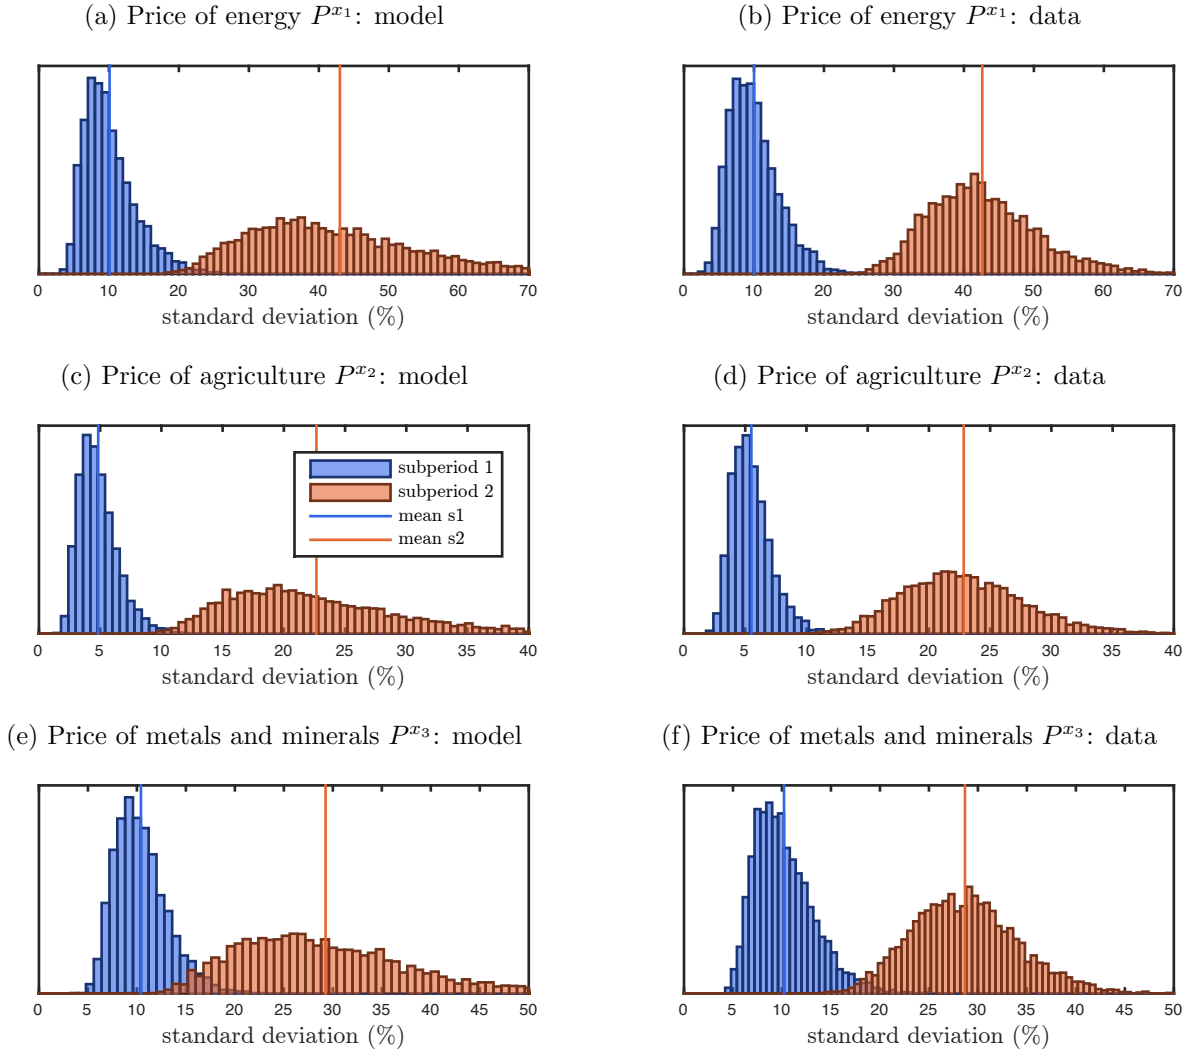 (a) Price of energy P^{x_1}: model
(b) Price of energy P^{x_1}: data
0 10 20 30 40 50 60 70
standard deviation (%)
0 10 20 30 40 50 60 70
standard deviation (%)
(c) Price of agriculture P^{x_2}: model
(d) Price of agriculture P^{x_2}: data
subperiod 1
subperiod 2
mean s1
mean s2
0 5 10 15 20 25 30 35 40
standard deviation (%)
0 5 10 15 20 25 30 35 40
standard deviation (%)
(e) Price of metals and minerals P^{x_3}: model
(f) Price of metals and minerals P^{x_3}: data
0 5 10 15 20 25 30 35 40 45 50
standard deviation (%)
0 5 10 15 20 25 30 35 40 45 50
standard deviation (%)